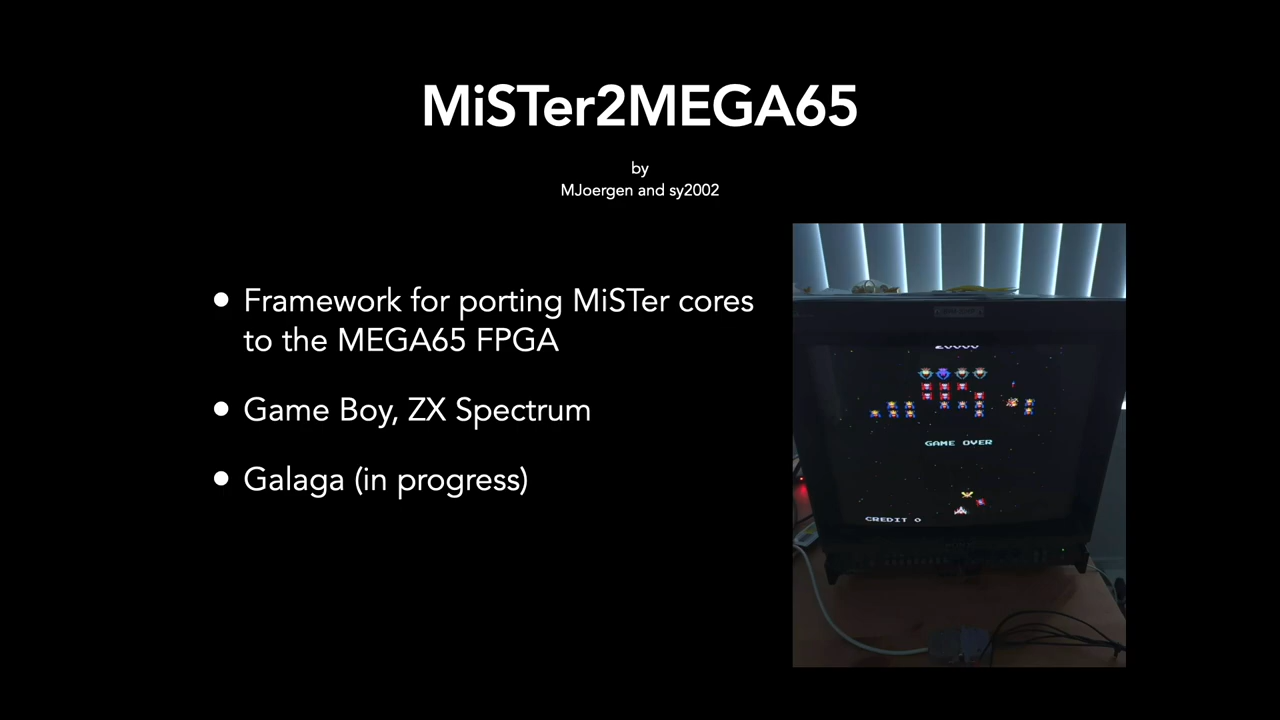 MiSTer2MEGA65
by
MJoergen and sy2002
• Framework for porting MiSTer cores
to the MEGA65 FPGA
• Game Boy, ZX Spectrum
• Galaga (in progress)
20000
GAME OVER
CREDIT 0